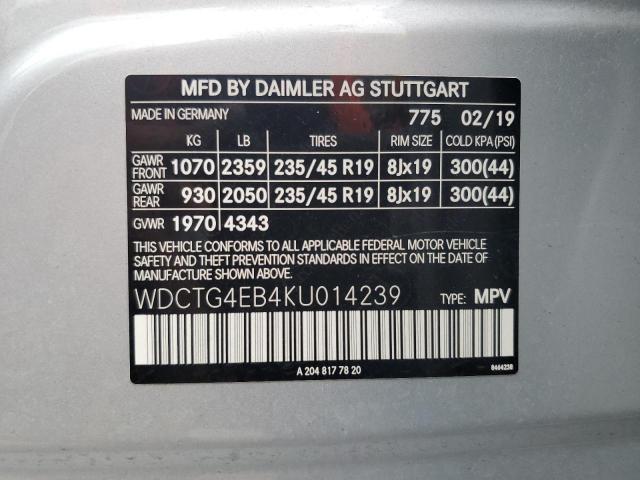 MFD BY DAIMLER AG STUTTGART
MADE IN GERMANY 775 02/19
KG LB TIRES RIM SIZE COLD KPA(PSI)
GAWR FRONT 1070 2359 235/45 R19 8Jx19 300(44)
GAWR REAR 930 2050 235/45 R19 8Jx19 300(44)
GVWR 1970 4343
THIS VEHICLE CONFORMS TO ALL APPLICABLE FEDERAL MOTOR VEHICLE
SAFETY AND THEFT PREVENTION STANDARDS IN EFFECT ON THE DATE OF
MANUFACTURE SHOWN ABOVE.
WDCTG4EB4KU014239 TYPE: MPV
A 204 817 78 20
8464238